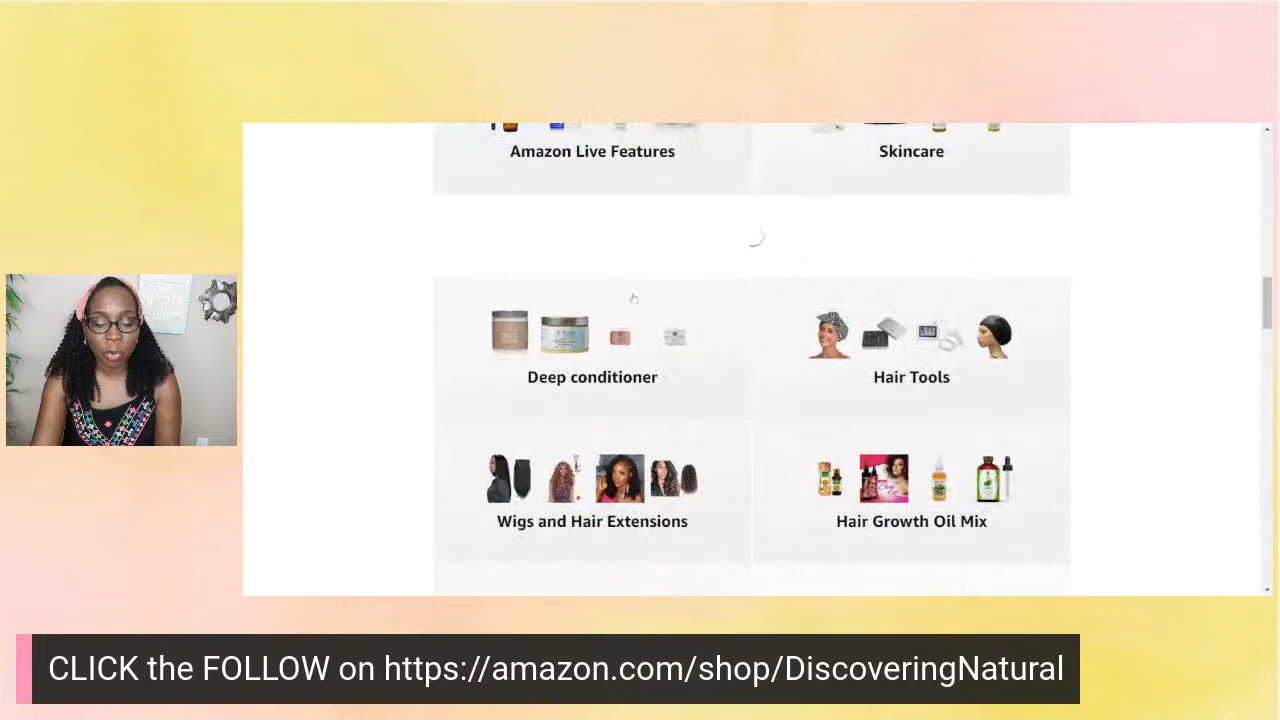 Amazon Live Features
Skincare
Deep conditioner
Hair Tools
Wigs and Hair Extensions
Hair Growth Oil Mix
CLICK the FOLLOW on https://amazon.com/shop/DiscoveringNatural